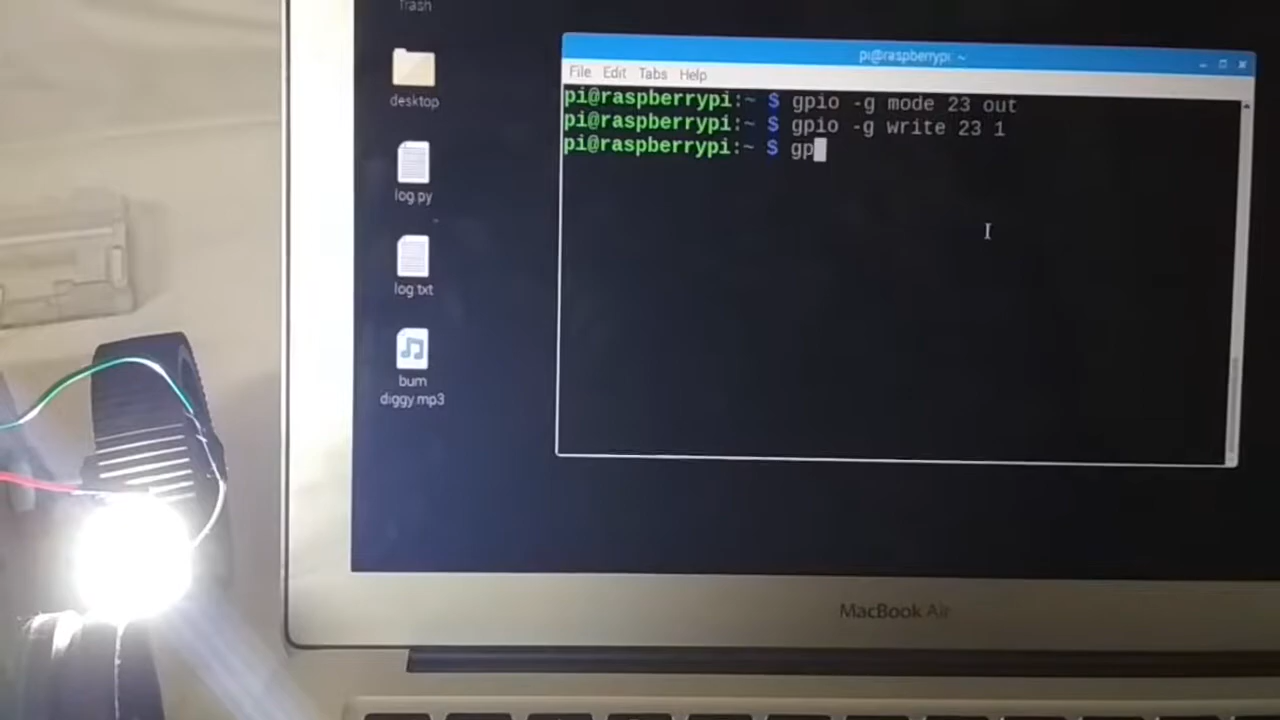 Trash
desktop
log.py
log.txt
bum
diggy.mp3
pi@raspberrypi: ~
File Edit Tabs Help
pi@raspberrypi:~ $ gpio -g mode 23 out
pi@raspberrypi:~ $ gpio -g write 23 1
pi@raspberrypi:~ $ gp
MacBook Air